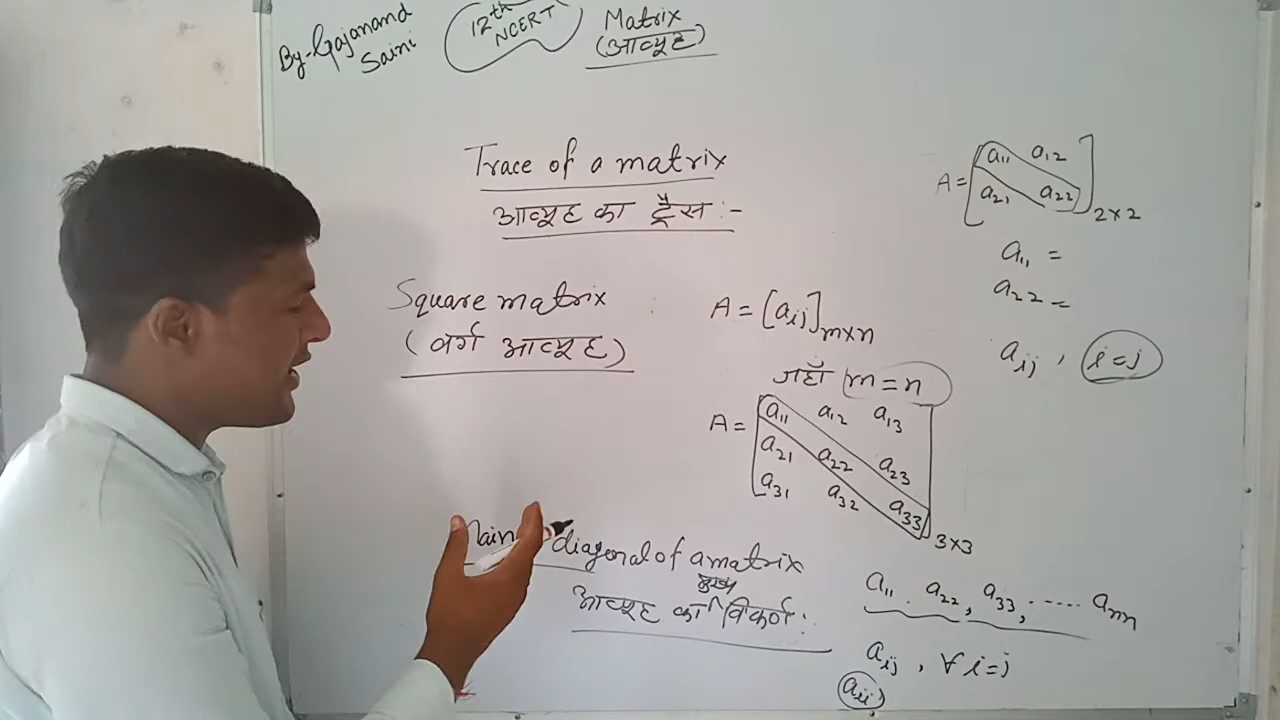 By- Gajanand
Saini
12th
NCERT
Matrix
(आव्यूह)
Trace of a matrix
आव्यूह का ट्रैस :-
Square matrix :
(वर्ग आव्यूह)
A = [aij]m×n
जहाँ m = n
A = [a11 a12 a13
a21 a22 a23
a31 a32 a33]3×3
Main diagonal of a matrix
मुख्य
आव्यूह का ^ विकर्ण :
A = [a11 a12
a21 a22]2×2
a11 =
a22 =
aij , i=j
a11, a22, a33, ..... ann
aij , ∀ i=j
aii